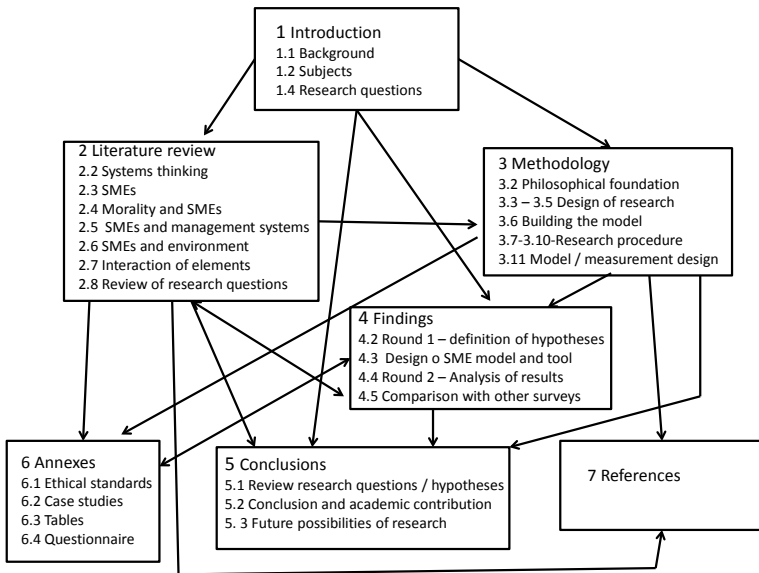 1 Introduction
1.1 Background
1.2 Subjects
1.4 Research questions
2 Literature review
2.2 Systems thinking
2.3 SMEs
2.4 Morality and SMEs
2.5 SMEs and management systems
2.6 SMEs and environment
2.7 Interaction of elements
2.8 Review of research questions
3 Methodology
3.2 Philosophical foundation
3.3 – 3.5 Design of research
3.6 Building the model
3.7-3.10-Research procedure
3.11 Model / measurement design
4 Findings
4.2 Round 1 – definition of hypotheses
4.3 Design o SME model and tool
4.4 Round 2 – Analysis of results
4.5 Comparison with other surveys
6 Annexes
6.1 Ethical standards
6.2 Case studies
6.3 Tables
6.4 Questionnaire
5 Conclusions
5.1 Review research questions / hypotheses
5.2 Conclusion and academic contribution
5. 3 Future possibilities of research
7 References